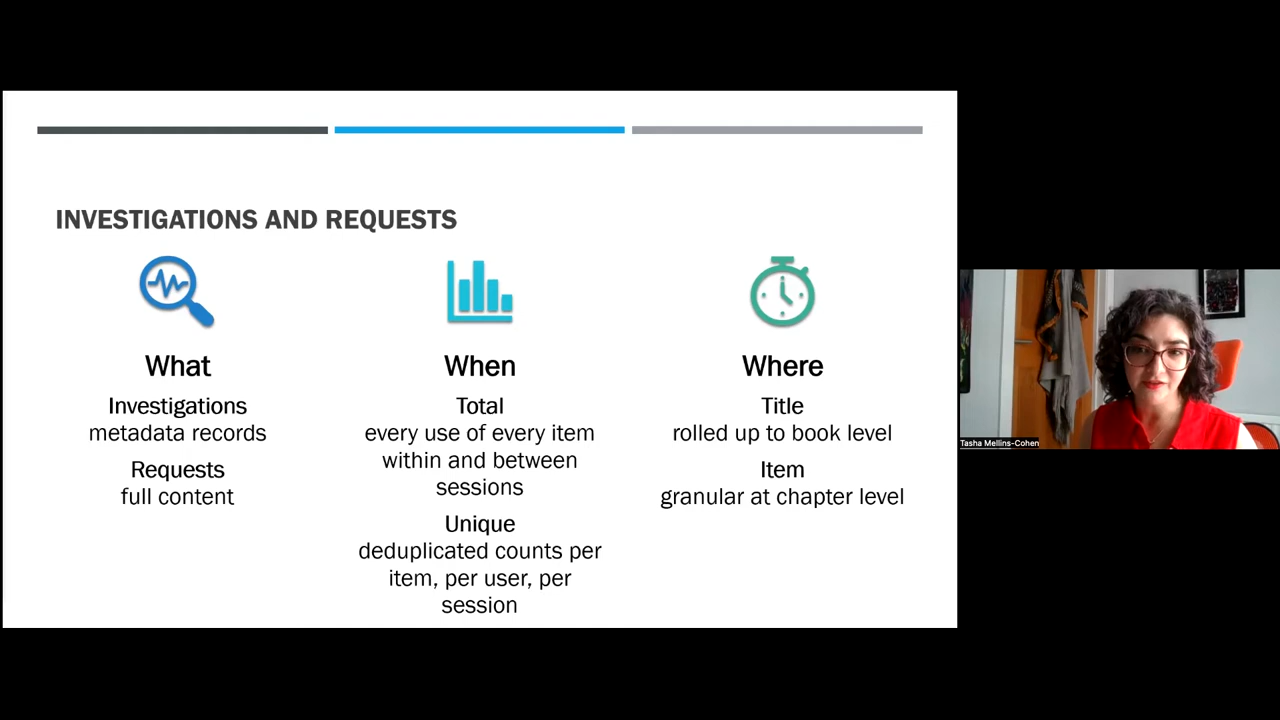 INVESTIGATIONS AND REQUESTS
What
Investigations
metadata records
Requests
full content
When
Total
every use of every item
within and between
sessions
Unique
deduplicated counts per
item, per user, per
session
Where
Title
rolled up to book level
Item
granular at chapter level
Tasha Mellins-Cohen